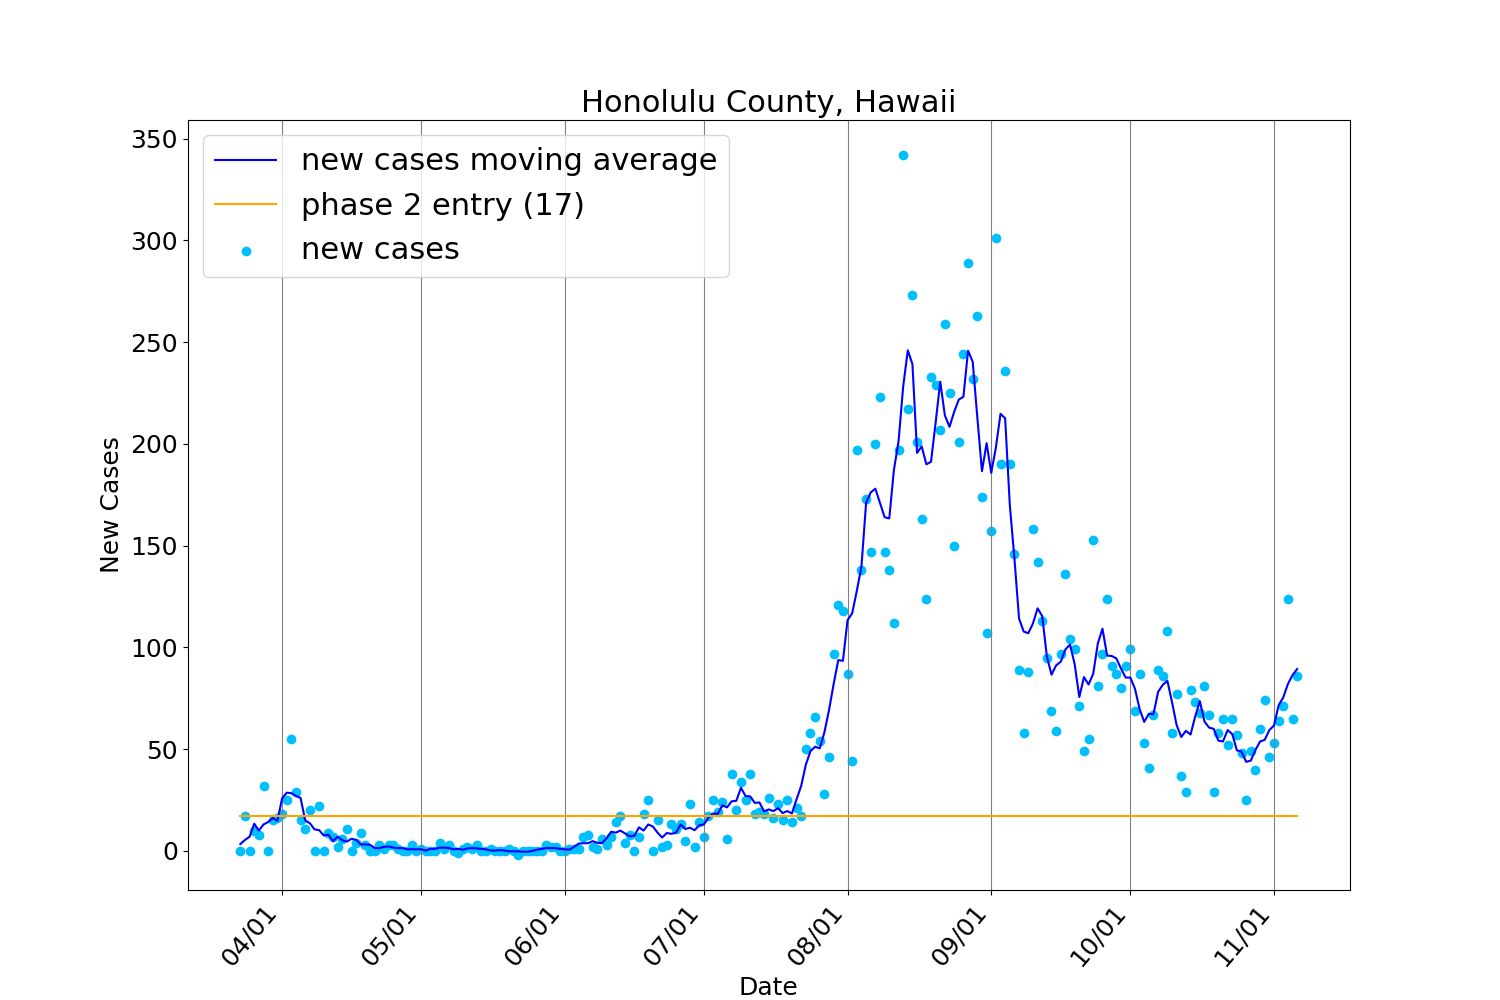 Honolulu County, Hawaii
new cases moving average
phase 2 entry (17)
new cases
350
300
250
200
150
100
50
0
New Cases
04/01
05/01
06/01
07/01
08/01
09/01
10/01
11/01
Date